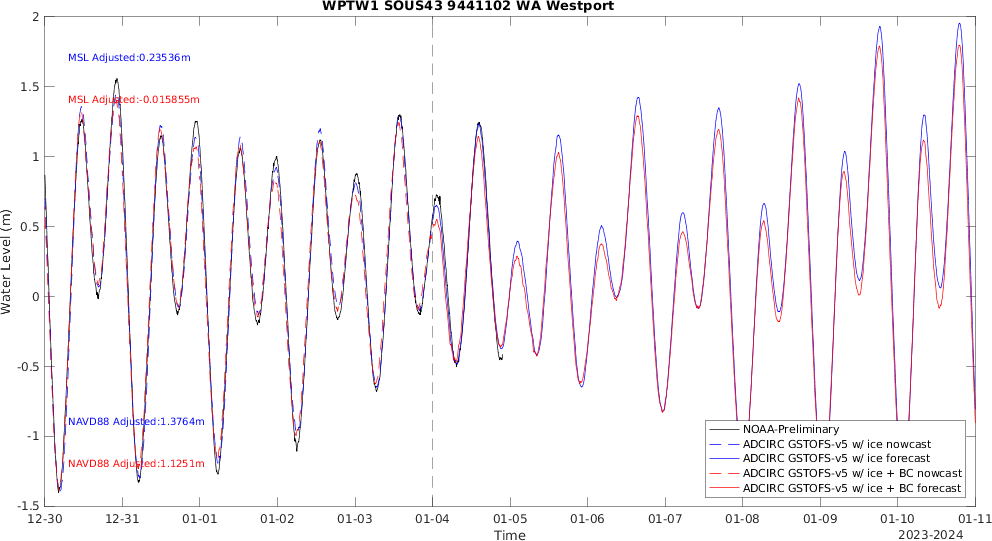 WPTW1 SOUS43 9441102 WA Westport
Water Level (m)
2
1.5
1
0.5
0
-0.5
-1
-1.5
MSL Adjusted:0.23536m
MSL Adjusted:-0.015855m
NAVD88 Adjusted:1.3764m
NAVD88 Adjusted:1.1251m
NOAA-Preliminary
ADCIRC GSTOFS-v5 w/ ice nowcast
ADCIRC GSTOFS-v5 w/ ice forecast
ADCIRC GSTOFS-v5 w/ ice + BC nowcast
ADCIRC GSTOFS-v5 w/ ice + BC forecast
12-30 12-31 01-01 01-02 01-03 01-04 01-05 01-06 01-07 01-08 01-09 01-10 01-11
Time
2023-2024